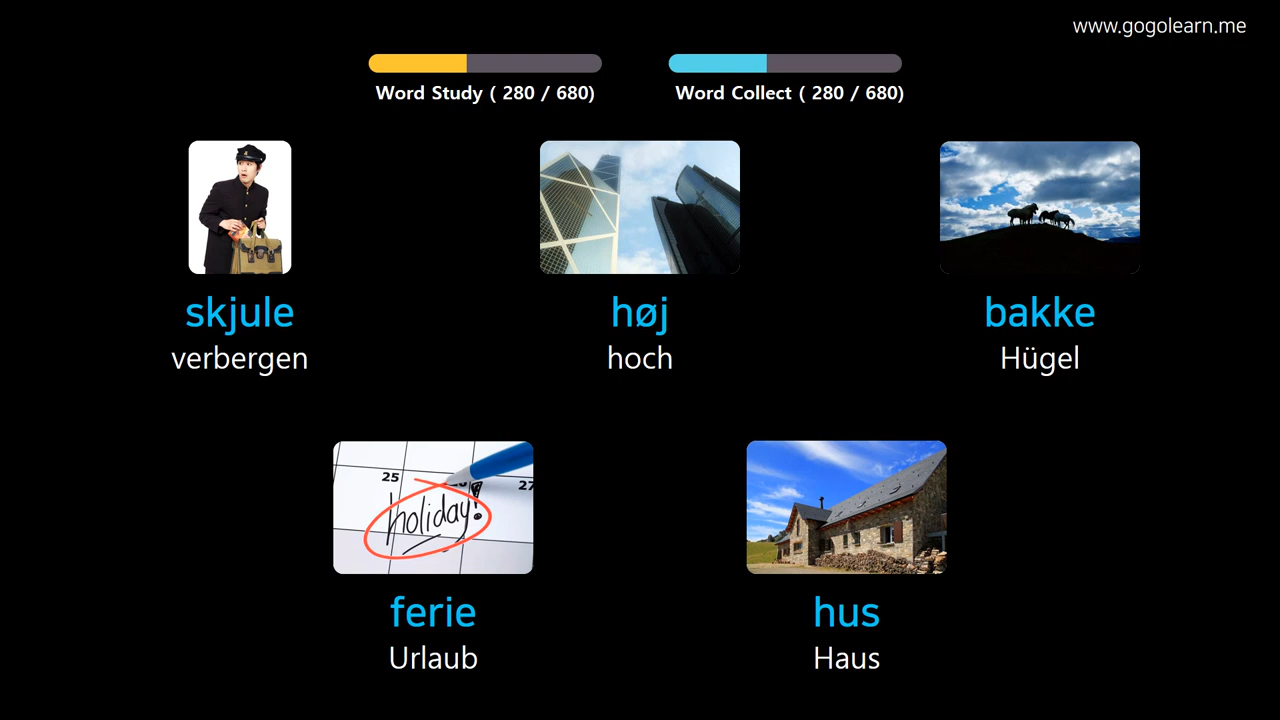 www.gogolearn.me
Word Study ( 280 / 680)
Word Collect ( 280 / 680)
skjule
verbergen
høj
hoch
bakke
Hügel
25
27
holiday!
ferie
Urlaub
hus
Haus